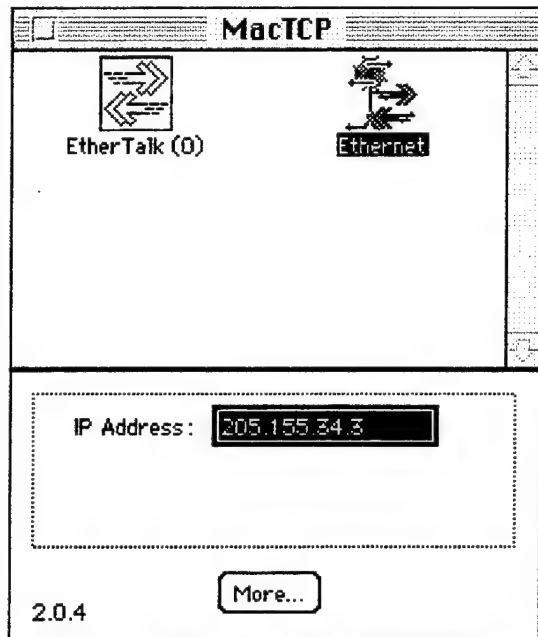 MacTCP
EtherTalk (0)
Ethernet
IP Address: 205.155.34.3
More...
2.0.4